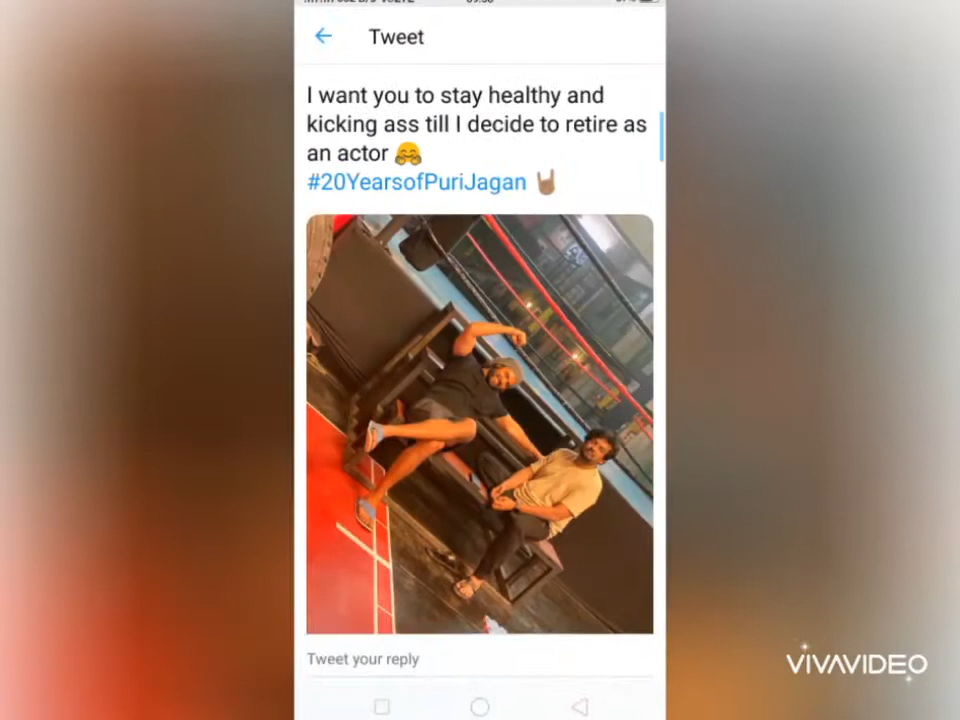 Tweet
I want you to stay healthy and
kicking ass till I decide to retire as
an actor 🤗
#20YearsofPuriJagan 🤘🏽
Tweet your reply
VIVAVIDEO